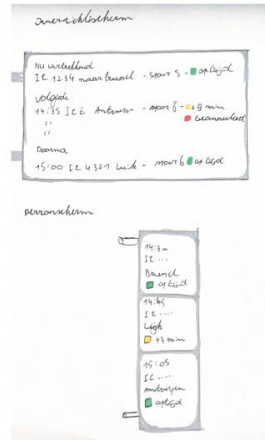 overzichtscherm
Nu vertrekkend
IC 1234 naar Brussel - spoor 5 - op tijd
Volgende
14:35 IC E Antwerpen - spoor 8 - +8 min
" geannuleerd
"
Daarna
15:00 IC 4321 Luik - spoor 6 op tijd
perronscherm
14:30
IC ....
Brussel
op tijd
14:45
IC ....
Luik
+3 min
15:05
IC ....
Antwerpen
op tijd